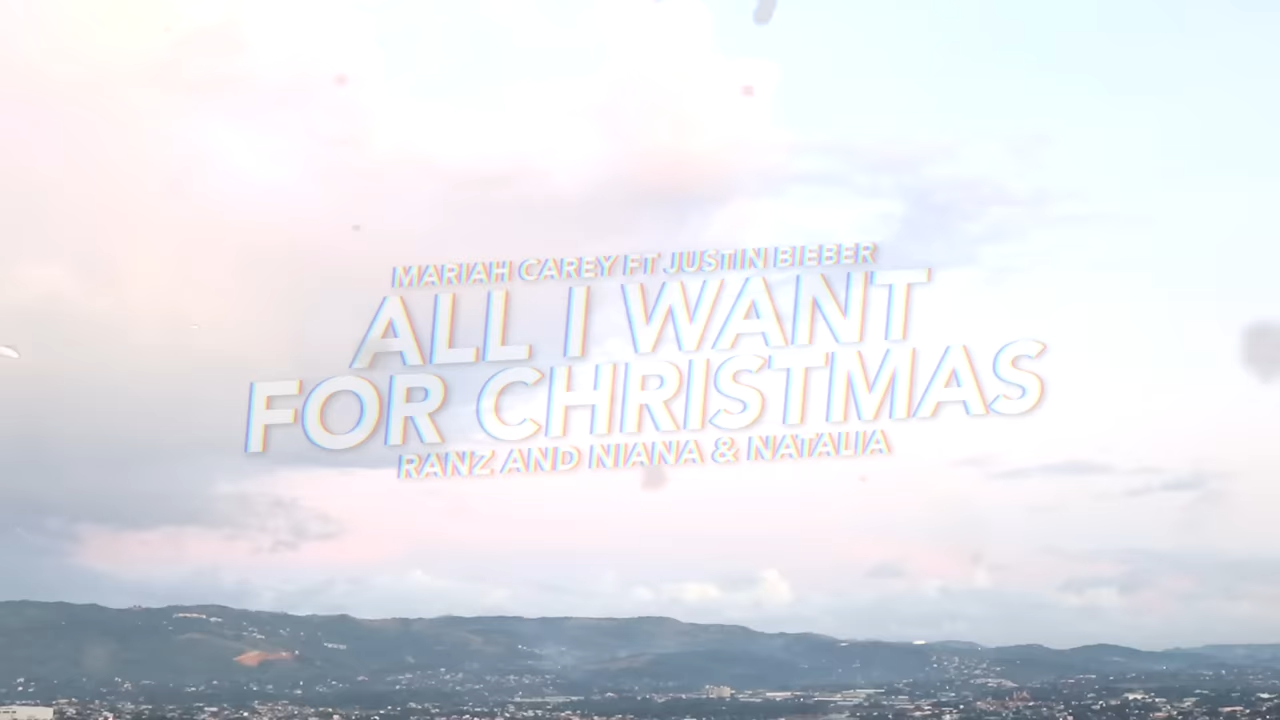 MARIAH CAREY FT JUSTIN BIEBER
ALL I WANT
FOR CHRISTMAS
RANZ AND NIANA & NATALIA